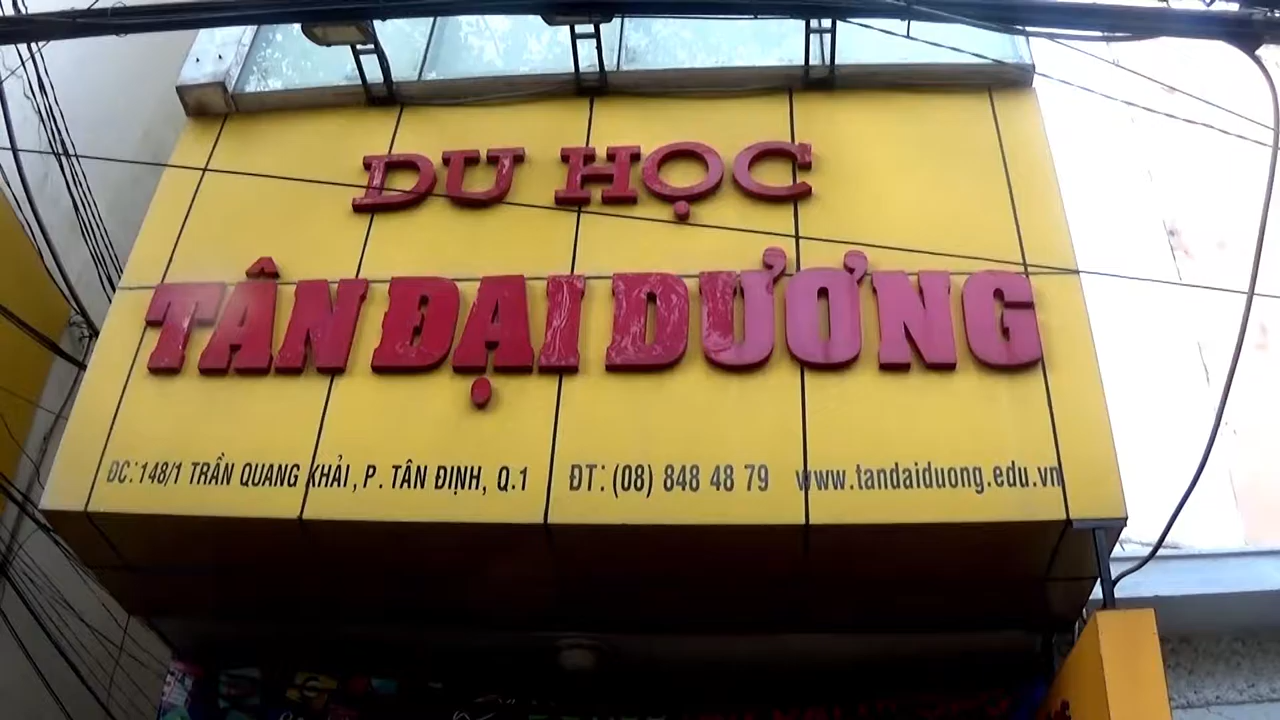 DU HỌC
TÂN ĐẠI DƯƠNG
ĐC: 148/1 TRẦN QUANG KHẢI, P. TÂN ĐỊNH, Q.1 ĐT: (08) 848 48 79 www.tandaiduong.edu.vn